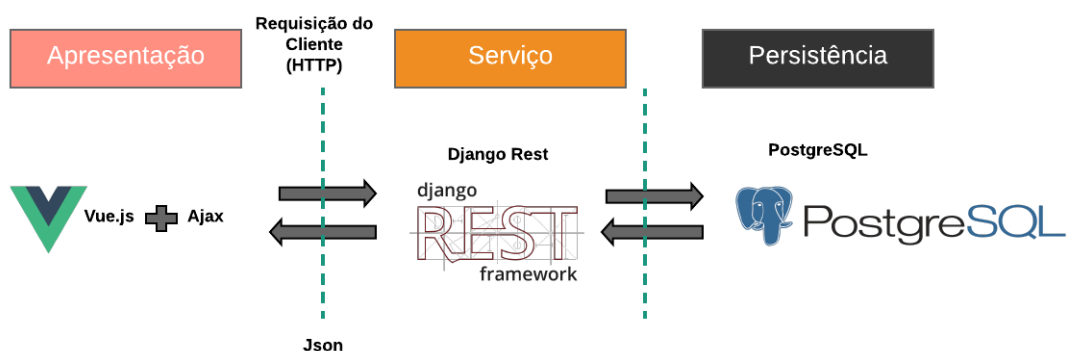 Apresentação
Requisição do
Cliente
(HTTP)
Serviço
Persistência
Vue.js
Ajax
Django Rest
django
REST
framework
PostgreSQL
PostgreSQL
Json